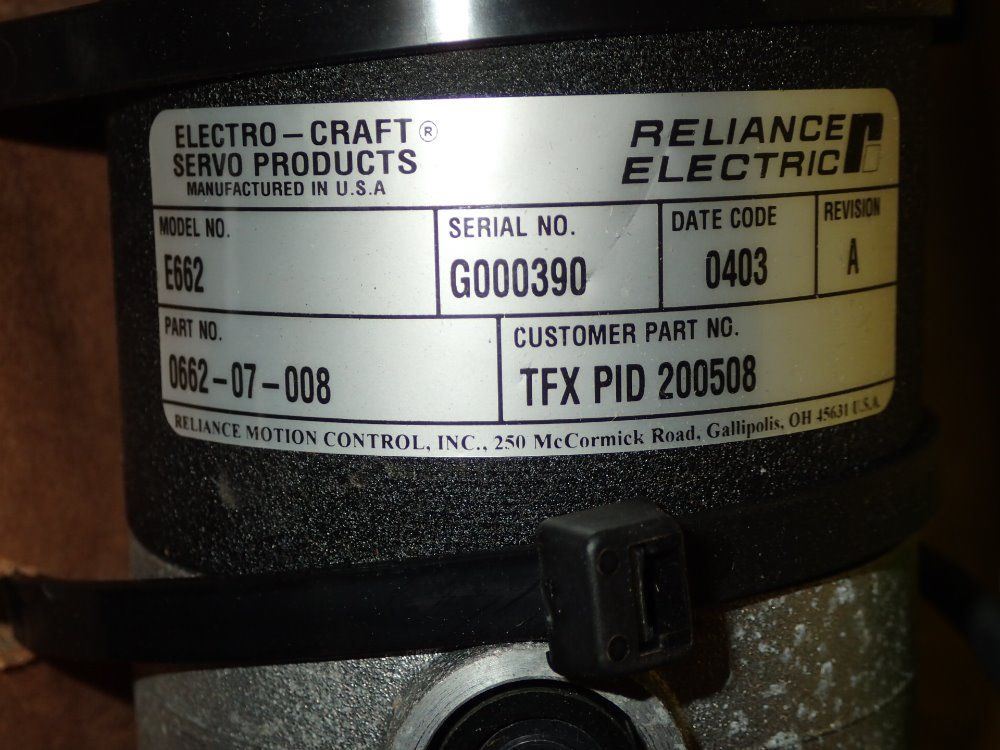 ELECTRO-CRAFT®
SERVO PRODUCTS
MANUFACTURED IN U.S.A
RELIANCE
ELECTRIC
MODEL NO.
E662
SERIAL NO.
G000390
DATE CODE
0403
REVISION
A
PART NO.
0662-07-008
CUSTOMER PART NO.
TFX PID 200508
RELIANCE MOTION CONTROL, INC., 250 McCormick Road, Gallipolis, OH 45631 U.S.A.